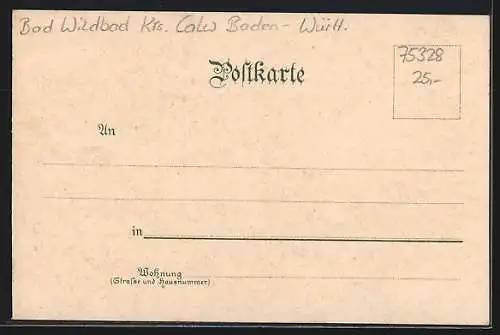 Bad Wildbad Krs. Calw Baden-Württ.
75328
25,-
Postkarte
An
in
Wohnung
(Straße und Hausnummer)